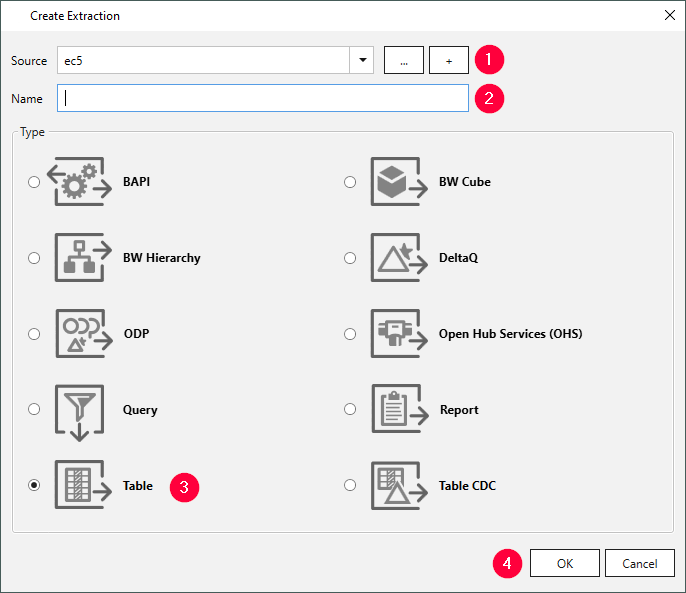 Create Extraction
Source ec5 ... + 1
Name 2
Type
BAPI BW Cube
BW Hierarchy DeltaQ
ODP Open Hub Services (OHS)
Query Report
Table 3 Table CDC
4 OK Cancel